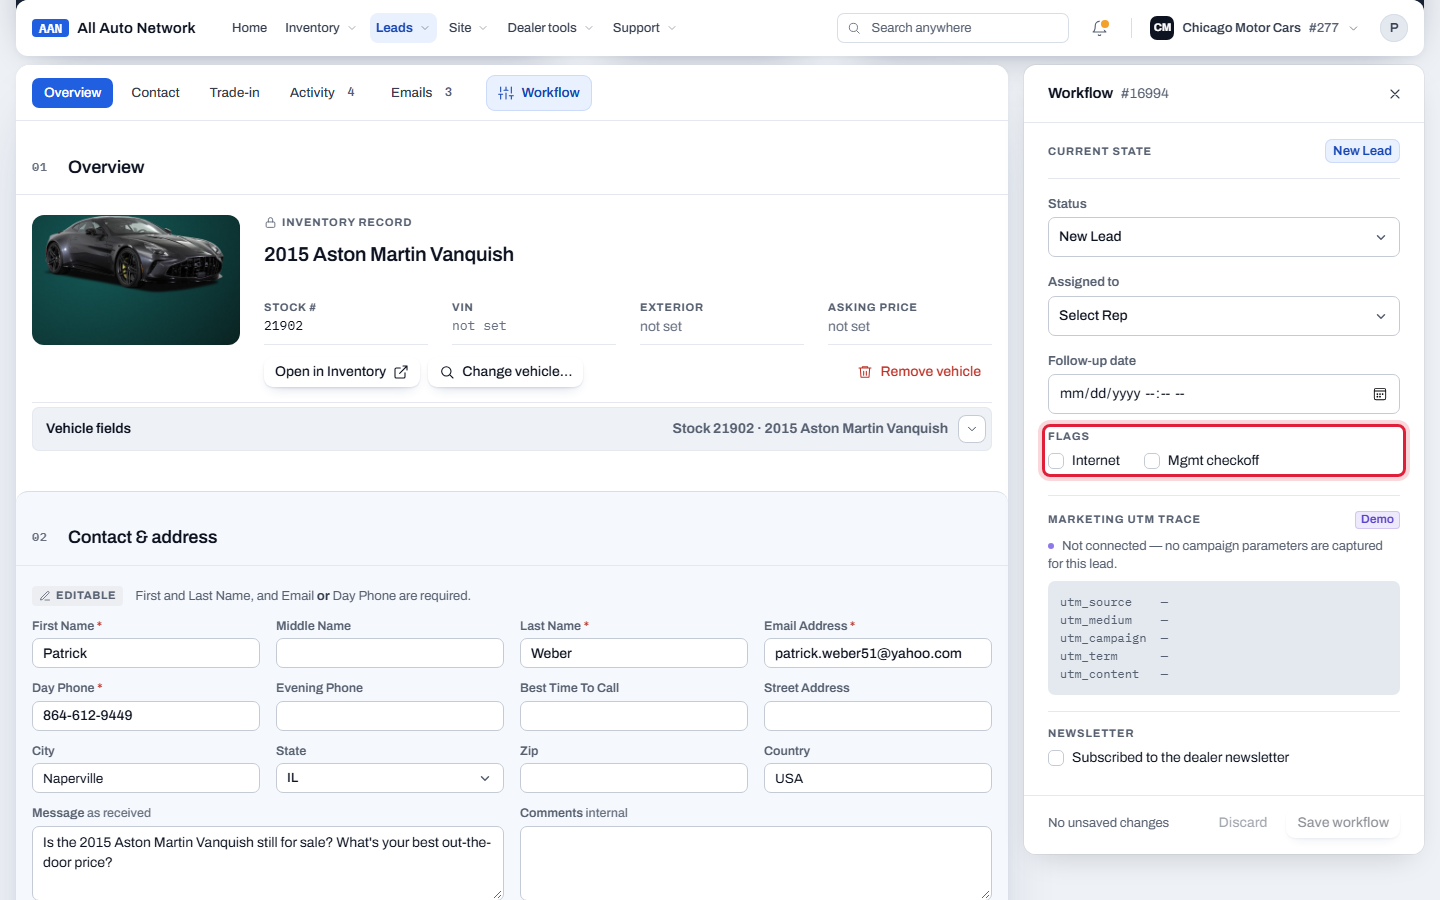 AAN All Auto Network Home Inventory Leads Site Dealer tools Support Search anywhere CM Chicago Motor Cars #277 P
Overview Contact Trade-in Activity 4 Emails 3 Workflow
01 Overview
INVENTORY RECORD
2015 Aston Martin Vanquish
STOCK # VIN EXTERIOR ASKING PRICE
21902 not set not set not set
Open in Inventory Change vehicle... Remove vehicle
Vehicle fields Stock 21902 · 2015 Aston Martin Vanquish
02 Contact & address
EDITABLE First and Last Name, and Email or Day Phone are required.
First Name * Middle Name Last Name * Email Address *
Patrick Weber patrick.weber51@yahoo.com
Day Phone * Evening Phone Best Time To Call Street Address
864-612-9449
City State Zip Country
Naperville IL USA
Message as received Comments internal
Is the 2015 Aston Martin Vanquish still for sale? What's your best out-the-
door price?
Workflow #16994
CURRENT STATE New Lead
Status
New Lead
Assigned to
Select Rep
Follow-up date
mm/dd/yyyy --:-- --
FLAGS
Internet Mgmt checkoff
MARKETING UTM TRACE Demo
Not connected — no campaign parameters are captured
for this lead.
utm_source —
utm_medium —
utm_campaign —
utm_term —
utm_content —
NEWSLETTER
Subscribed to the dealer newsletter
No unsaved changes Discard Save workflow